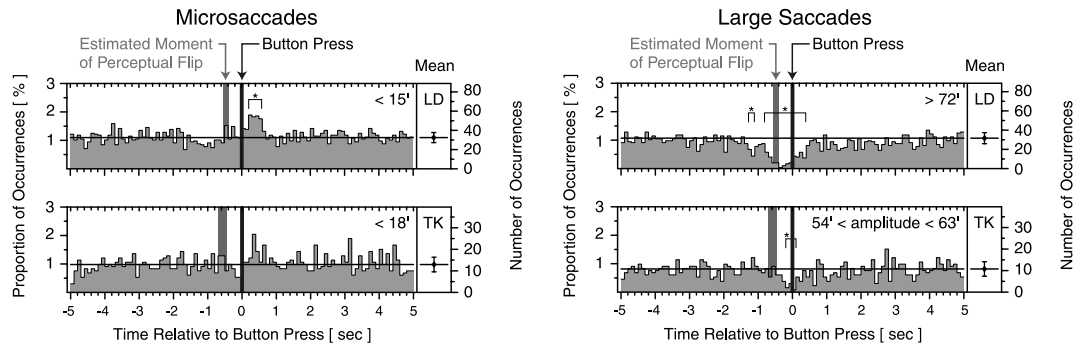 Microsaccades
Estimated Moment
of Perceptual Flip
Button Press
Mean
Proportion of Occurrences [ % ]
3
2
1
*
< 15'
LD
80
60
40
20
0
3
2
1
< 18'
TK
30
20
10
0
Number of Occurrences
-5 -4 -3 -2 -1 0 1 2 3 4 5
Time Relative to Button Press [ sec ]
Large Saccades
Estimated Moment
of Perceptual Flip
Button Press
Mean
Proportion of Occurrences [ % ]
3
2
1
* *
> 72'
LD
80
60
40
20
0
3
2
1
*
54' < amplitude < 63'
TK
30
20
10
0
Number of Occurrences
-5 -4 -3 -2 -1 0 1 2 3 4 5
Time Relative to Button Press [ sec ]